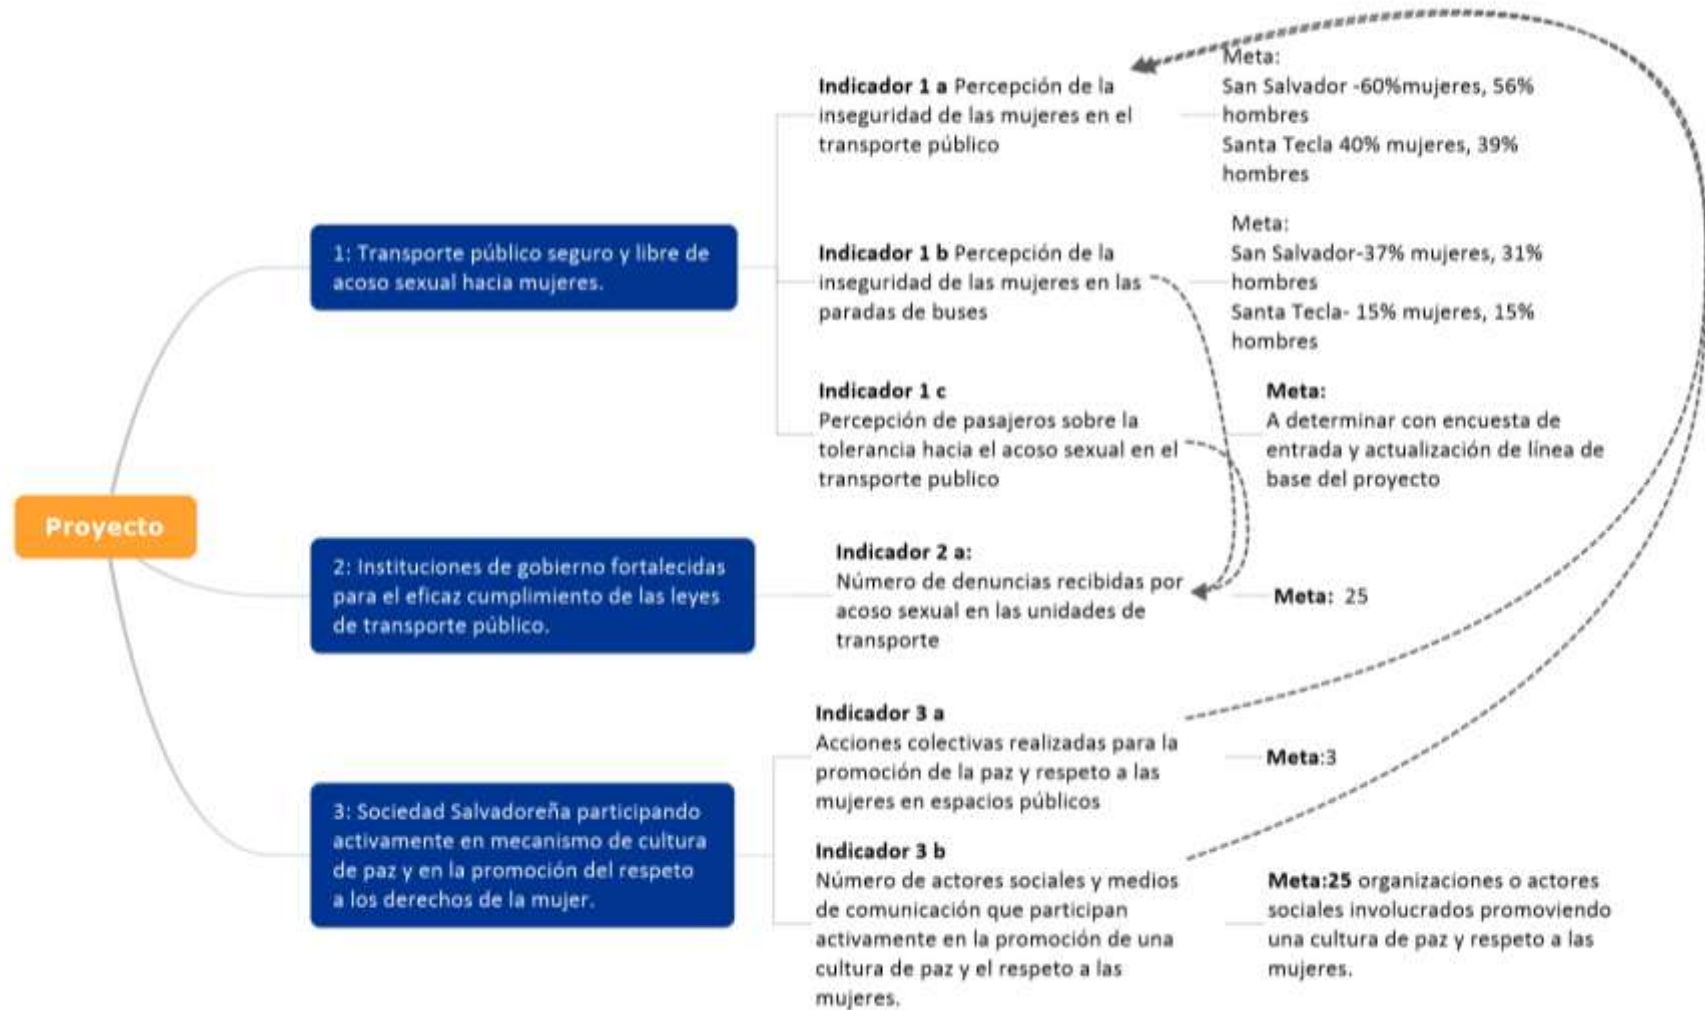 Proyecto
1: Transporte público seguro y libre de
acoso sexual hacia mujeres.
Indicador 1 a Percepción de la
inseguridad de las mujeres en el
transporte público
Meta:
San Salvador -60%mujeres, 56%
hombres
Santa Tecla 40% mujeres, 39%
hombres
Indicador 1 b Percepción de la
inseguridad de las mujeres en las
paradas de buses
Meta:
San Salvador-37% mujeres, 31%
hombres
Santa Tecla- 15% mujeres, 15%
hombres
Indicador 1 c
Percepción de pasajeros sobre la
tolerancia hacia el acoso sexual en el
transporte publico
Meta:
A determinar con encuesta de
entrada y actualización de línea de
base del proyecto
2: Instituciones de gobierno fortalecidas
para el eficaz cumplimiento de las leyes
de transporte público.
Indicador 2 a:
Número de denuncias recibidas por
acoso sexual en las unidades de
transporte
Meta: 25
3: Sociedad Salvadoreña participando
activamente en mecanismo de cultura
de paz y en la promoción del respeto
a los derechos de la mujer.
Indicador 3 a
Acciones colectivas realizadas para la
promoción de la paz y respeto a las
mujeres en espacios públicos
Meta:3
Indicador 3 b
Número de actores sociales y medios
de comunicación que participan
activamente en la promoción de una
cultura de paz y el respeto a las
mujeres.
Meta:25 organizaciones o actores
sociales involucrados promoviendo
una cultura de paz y respeto a las
mujeres.